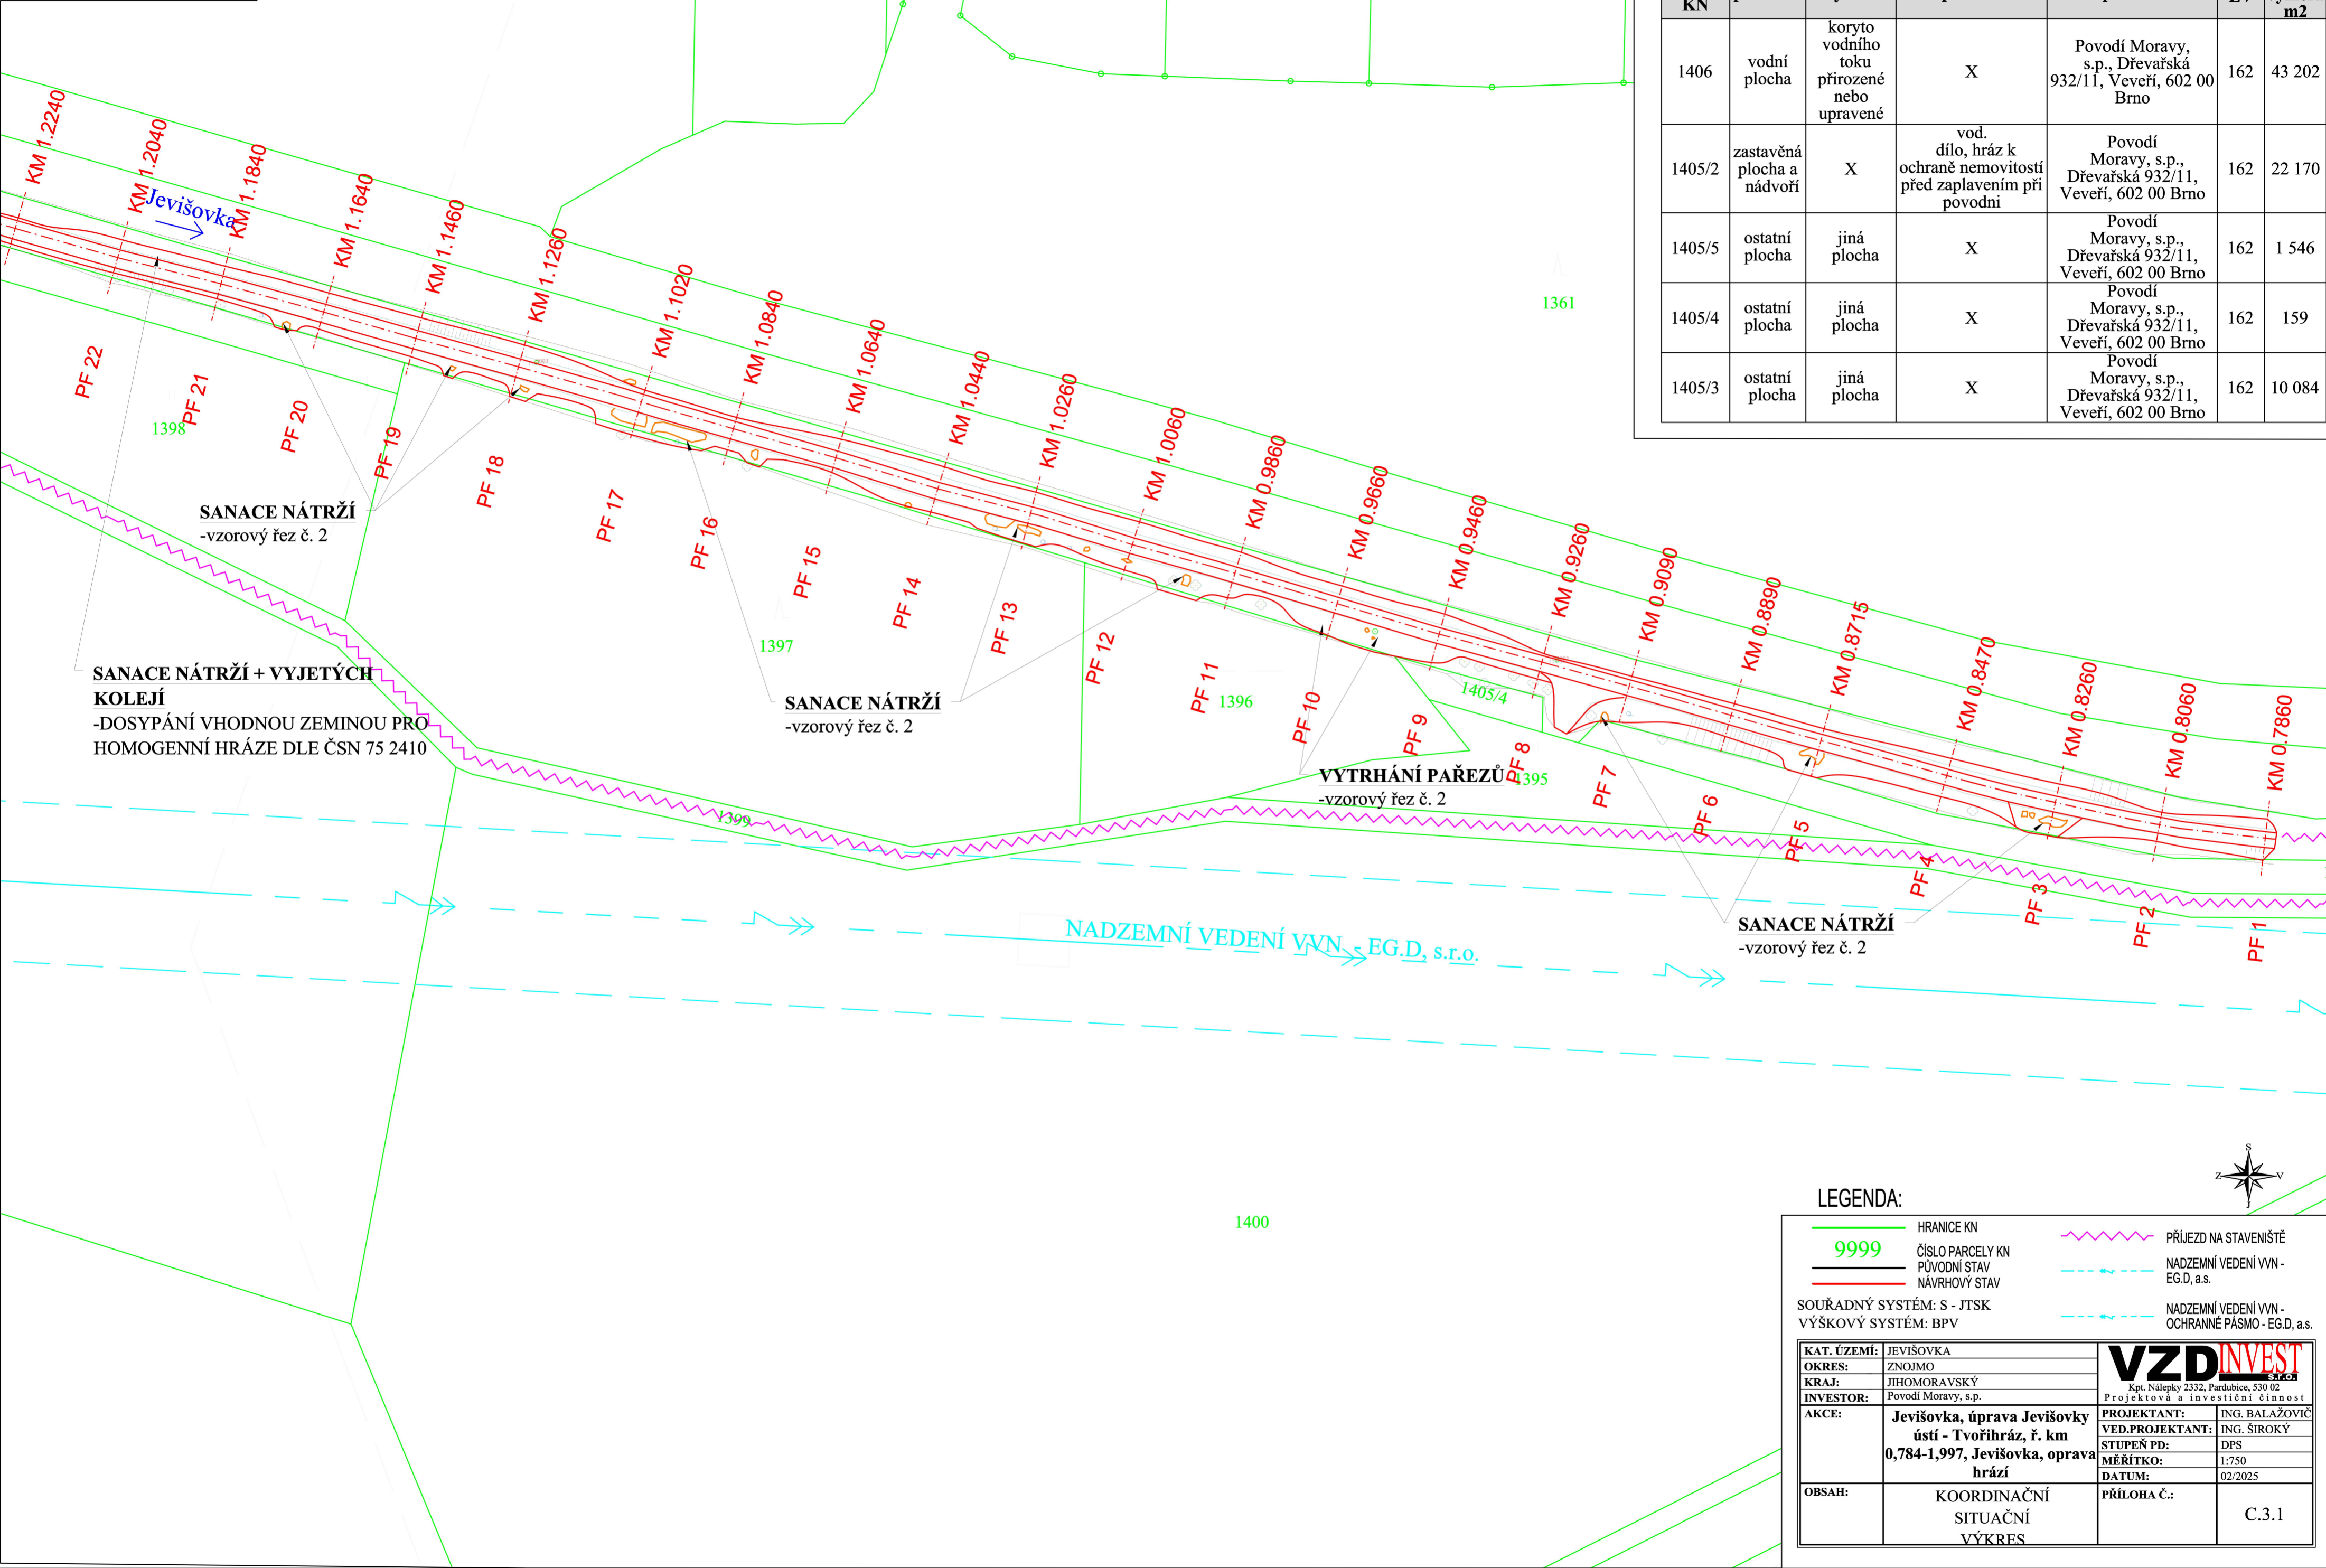 KN
m2
1406
vodní
plocha
koryto
vodního
toku
přirozené
nebo
upravené
X
Povodí Moravy,
s.p., Dřevařská
932/11, Veveří, 602 00
Brno
162
43 202
1405/2
zastavěná
plocha a
nádvoří
X
vod.
dílo, hráz k
ochraně nemovitostí
před zaplavením při
povodni
Povodí
Moravy, s.p.,
Dřevařská 932/11,
Veveří, 602 00 Brno
162
22 170
1405/5
ostatní
plocha
jiná
plocha
X
Povodí
Moravy, s.p.,
Dřevařská 932/11,
Veveří, 602 00 Brno
162
1 546
1405/4
ostatní
plocha
jiná
plocha
X
Povodí
Moravy, s.p.,
Dřevařská 932/11,
Veveří, 602 00 Brno
162
159
1405/3
ostatní
plocha
jiná
plocha
X
Povodí
Moravy, s.p.,
Dřevařská 932/11,
Veveří, 602 00 Brno
162
10 084
KM 1.2240
KM 1.2040
KM 1.1840
KM 1.1640
KM 1.1460
KM 1.1260
KM 1.1020
KM 1.0840
KM 1.0640
KM 1.0440
KM 1.0260
KM 1.0060
KM 0.9860
KM 0.9660
KM 0.9460
KM 0.9260
KM 0.9090
KM 0.8890
KM 0.8715
KM 0.8470
KM 0.8260
KM 0.8060
KM 0.7860
Jevišovka
1361
PF 22
PF 21
PF 20
PF 19
PF 18
PF 17
PF 16
PF 15
PF 14
PF 13
PF 12
PF 11
PF 10
PF 9
PF 8
PF 7
PF 6
PF 5
PF 4
PF 3
PF 2
PF 1
1398
1397
1396
1405/4
1395
1399
1400
SANACE NÁTRŽÍ
-vzorový řez č. 2
SANACE NÁTRŽÍ + VYJETÝCH
KOLEJÍ
-DOSYPÁNÍ VHODNOU ZEMINOU PRO
HOMOGENNÍ HRÁZE DLE ČSN 75 2410
SANACE NÁTRŽÍ
-vzorový řez č. 2
VYTRHÁNÍ PAŘEZŮ
-vzorový řez č. 2
SANACE NÁTRŽÍ
-vzorový řez č. 2
NADZEMNÍ VEDENÍ VVN - EG.D, s.r.o.
S
Z
V
J
LEGENDA:
HRANICE KN
9999
ČÍSLO PARCELY KN
PŮVODNÍ STAV
NÁVRHOVÝ STAV
PŘÍJEZD NA STAVENIŠTĚ
NADZEMNÍ VEDENÍ VVN -
EG.D, a.s.
NADZEMNÍ VEDENÍ VVN -
OCHRANNÉ PÁSMO - EG.D, a.s.
SOUŘADNÝ SYSTÉM: S - JTSK
VÝŠKOVÝ SYSTÉM: BPV
KAT. ÚZEMÍ: JEVIŠOVKA
OKRES: ZNOJMO
KRAJ: JIHOMORAVSKÝ
INVESTOR: Povodí Moravy, s.p.
VZD INVEST
s.r.o.
Kpt. Nálepky 2332, Pardubice, 530 02
Projektová a investiční činnost
AKCE:
Jevišovka, úprava Jevišovky
ústí - Tvořihráz, ř. km
0,784-1,997, Jevišovka, oprava
hrází
PROJEKTANT: ING. BALAŽOVIČ
VED.PROJEKTANT: ING. ŠIROKÝ
STUPEŇ PD: DPS
MĚŘÍTKO: 1:750
DATUM: 02/2025
OBSAH:
KOORDINAČNÍ
SITUAČNÍ
VÝKRES
PŘÍLOHA Č.:
C.3.1